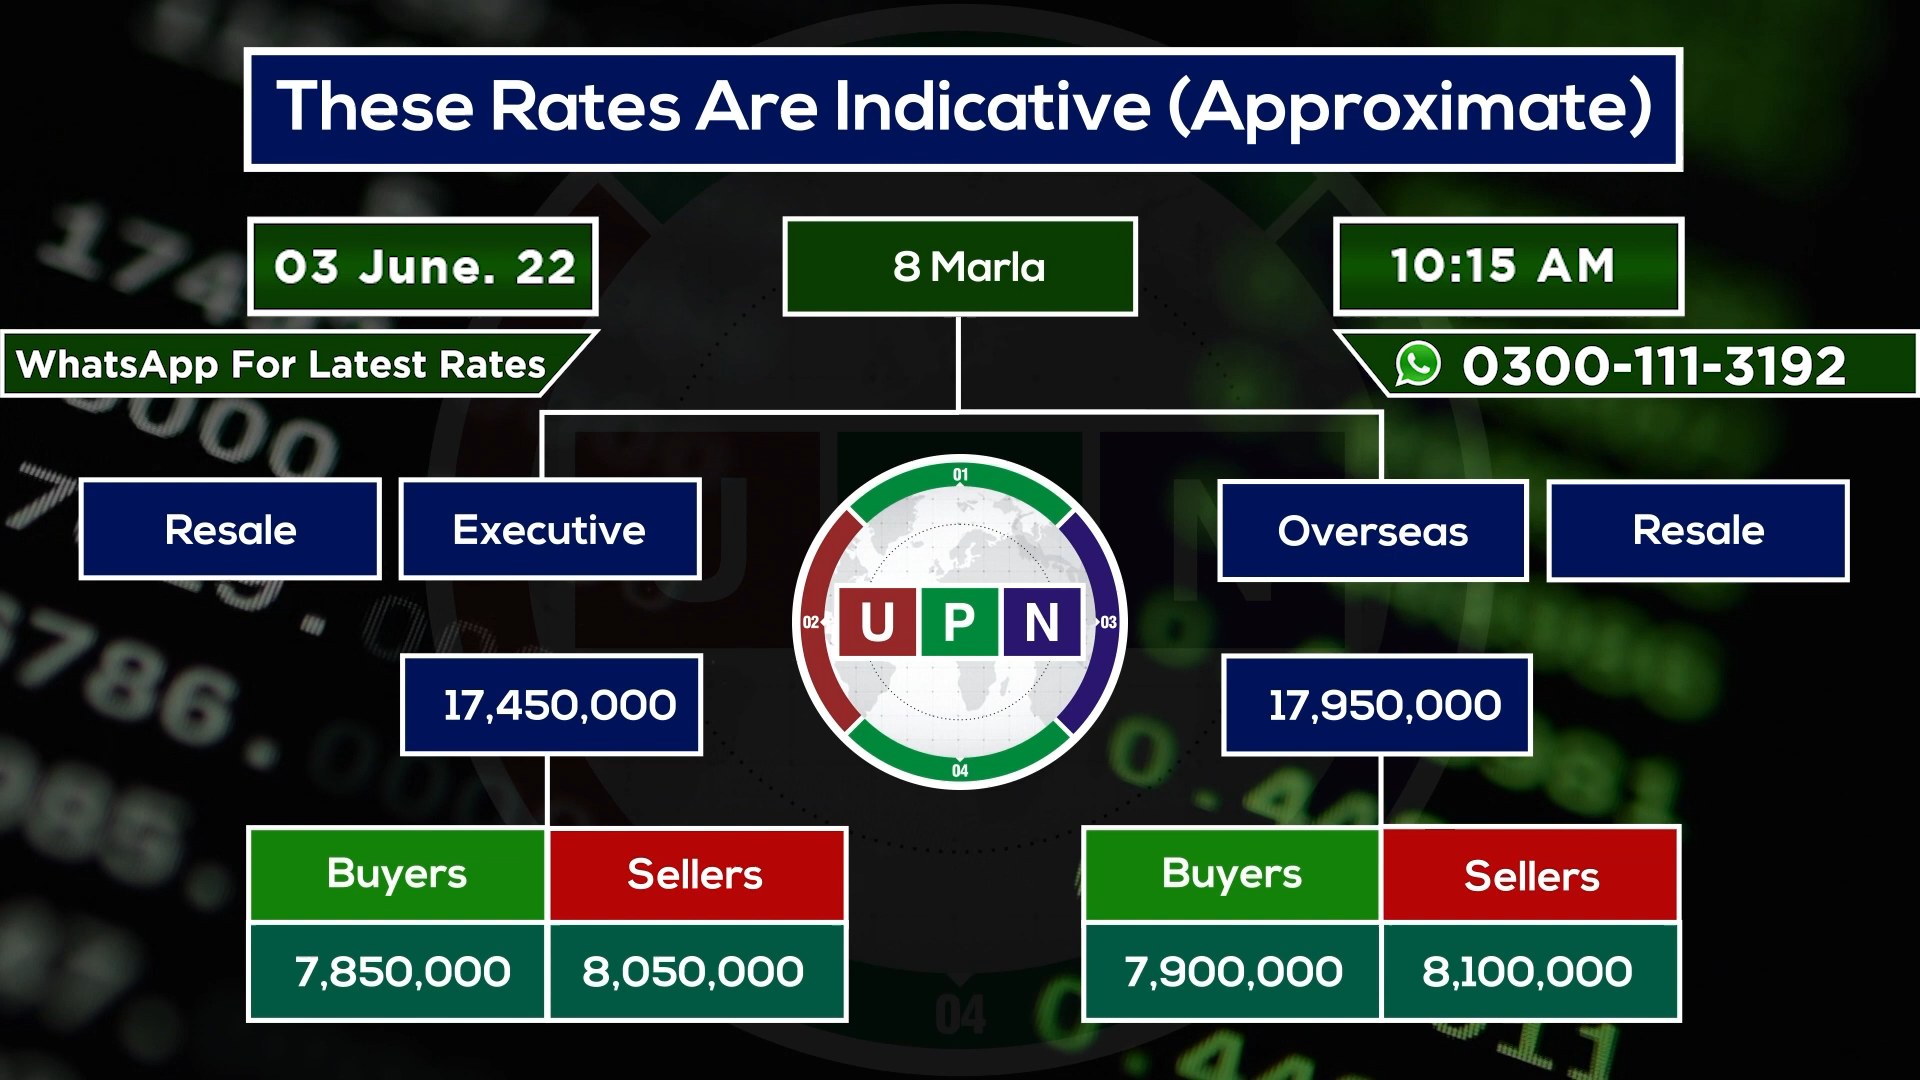 These Rates Are Indicative (Approximate)
03 June. 22
8 Marla
10:15 AM
WhatsApp For Latest Rates
0300-111-3192
Resale
Executive
Overseas
Resale
01
02
U P N
03
04
17,450,000
17,950,000
Buyers
Sellers
Buyers
Sellers
7,850,000
8,050,000
7,900,000
8,100,000
04